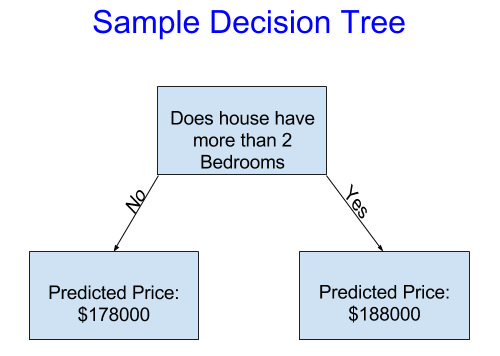 Sample Decision Tree
Does house have
more than 2
Bedrooms
No
Yes
Predicted Price:
$178000
Predicted Price:
$188000